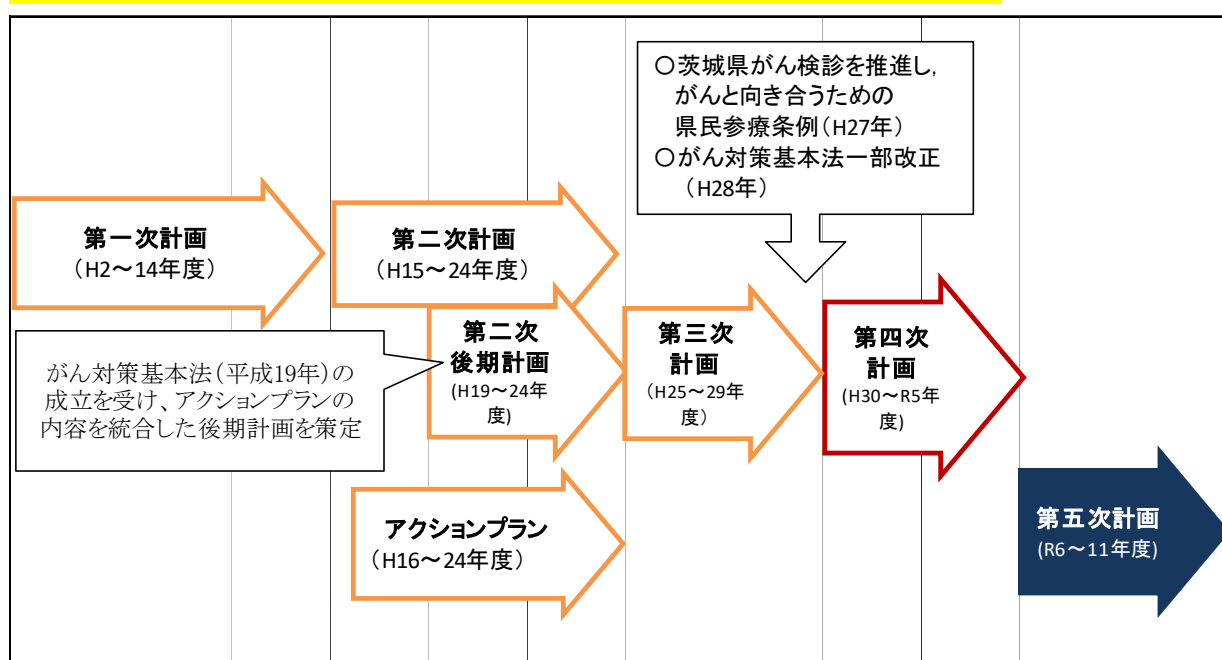 ○茨城県がん検診を推進し，
がんと向き合うための
県民参療条例（H27年）
○がん対策基本法一部改正
（H28年）
第一次計画
（H2～14年度）
第二次計画
（H15～24年度）
第二次
後期計画
(H19～24年
度)
第三次
計画
（H25～29年
度）
第四次
計画
(H30～R5年
度)
がん対策基本法（平成19年）の
成立を受け、アクションプランの
内容を統合した後期計画を策定
アクションプラン
（H16～24年度）
第五次計画
(R6～11年度)